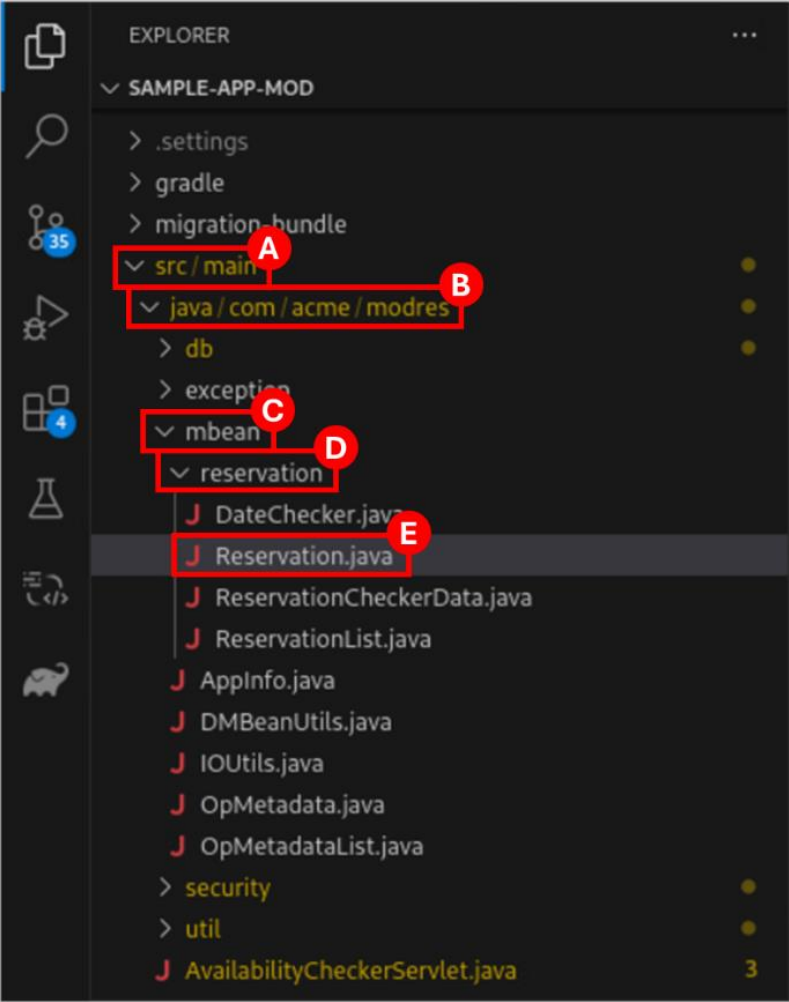 EXPLORER
SAMPLE-APP-MOD
.settings
gradle
migration-bundle
src/main
A
java/com/acme/modres
B
db
exception
mbean
C
reservation
D
DateChecker.java
Reservation.java
E
ReservationCheckerData.java
ReservationList.java
AppInfo.java
DMBeanUtils.java
IOUtils.java
OpMetadata.java
OpMetadataList.java
security
util
AvailabilityCheckerServlet.java 3
35
4